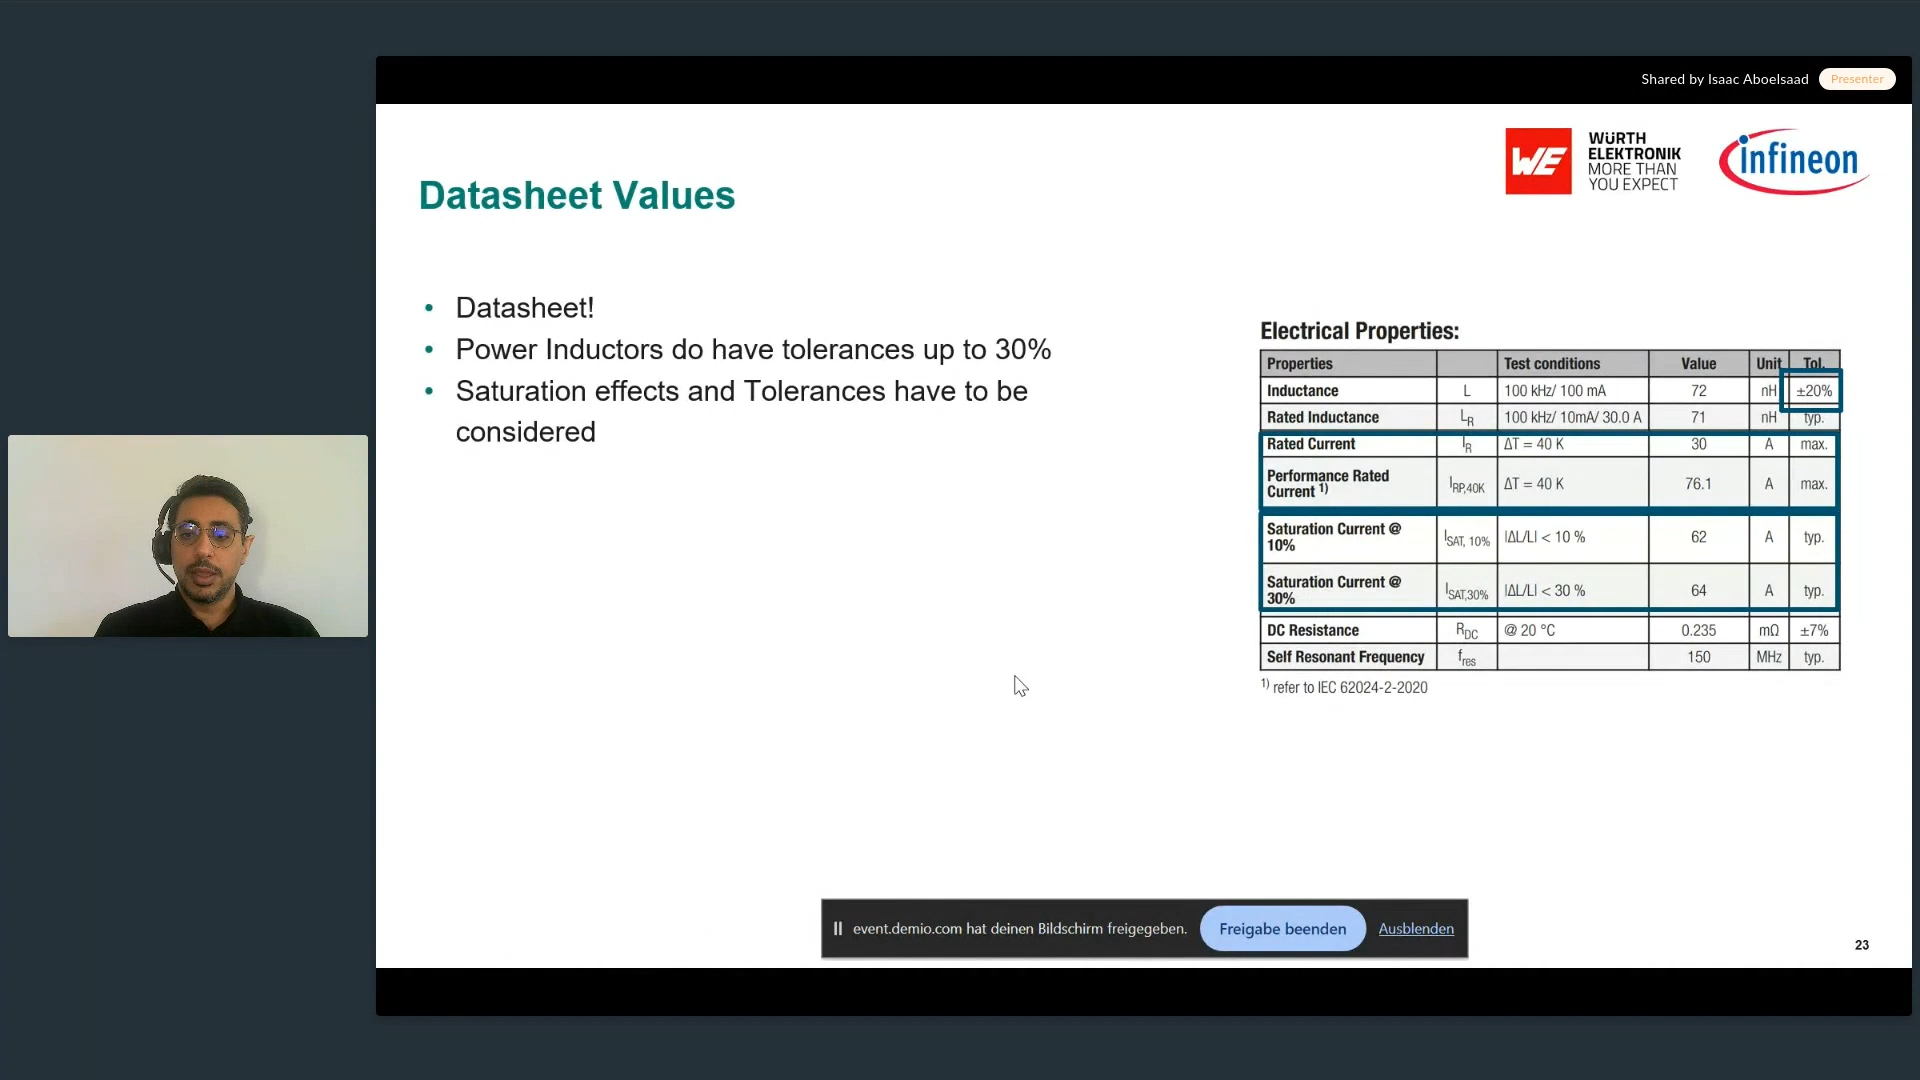 Shared by Isaac Aboelsaad Presenter
WE WÜRTH
ELEKTRONIK
MORE THAN
YOU EXPECT
infineon
Datasheet Values
• Datasheet!
• Power Inductors do have tolerances up to 30%
• Saturation effects and Tolerances have to be
considered
Electrical Properties:
Properties Test conditions Value Unit Tol.
Inductance L 100 kHz/ 100 mA 72 nH ±20%
Rated Inductance LR 100 kHz/ 10mA/ 30.0 A 71 nH typ.
Rated Current IR ΔT = 40 K 30 A max.
Performance Rated
Current 1) IRP,40K ΔT = 40 K 76.1 A max.
Saturation Current @
10% ISAT, 10% |ΔL/L| < 10 % 62 A typ.
Saturation Current @
30% ISAT,30% |ΔL/L| < 30 % 64 A typ.
DC Resistance RDC @ 20 °C 0.235 mΩ ±7%
Self Resonant Frequency fres 150 MHz typ.
1) refer to IEC 62024-2-2020
event.demio.com hat deinen Bildschirm freigegeben. Freigabe beenden Ausblenden
23